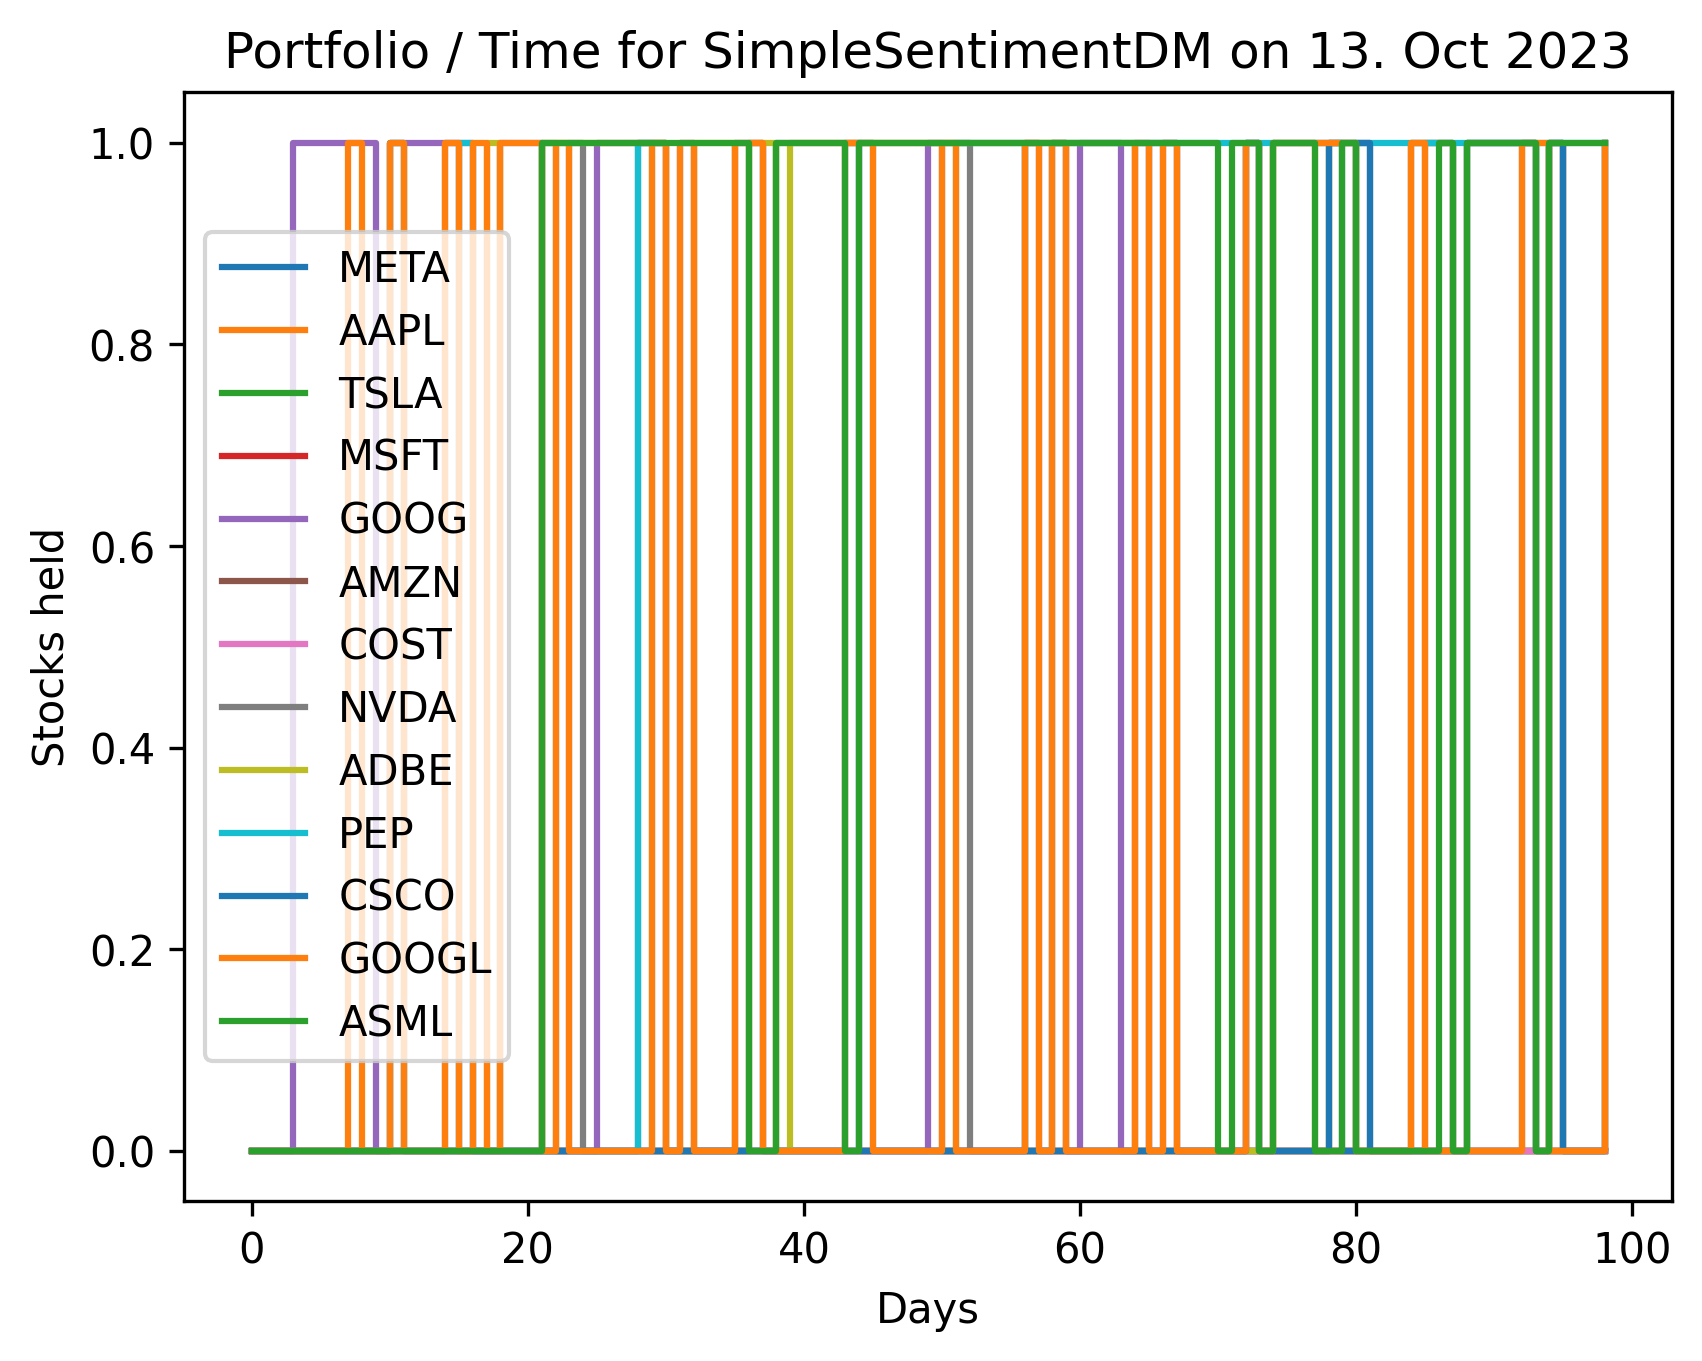 Portfolio / Time for SimpleSentimentDM on 13. Oct 2023
1.0
0.8
0.6
0.4
0.2
0.0
Stocks held
META
AAPL
TSLA
MSFT
GOOG
AMZN
COST
NVDA
ADBE
PEP
CSCO
GOOGL
ASML
0 20 40 60 80 100
Days